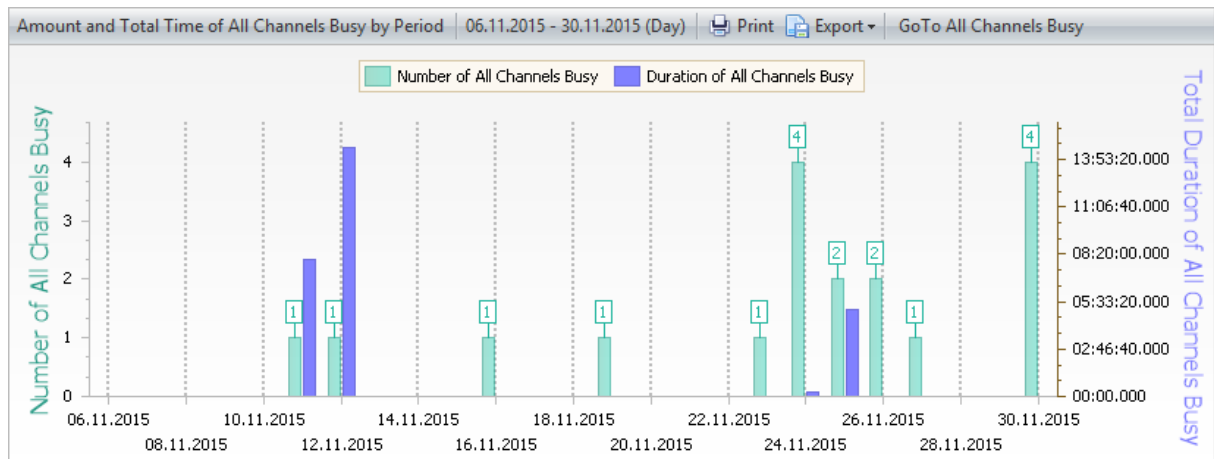 Amount and Total Time of All Channels Busy by Period 06.11.2015 - 30.11.2015 (Day) Print Export GoTo All Channels Busy
Number of All Channels Busy Duration of All Channels Busy
Number of All Channels Busy
4
3
2
1
0
1 1 1 1 1 4 2 2 1 4
13:53:20.000
11:06:40.000
08:20:00.000
05:33:20.000
02:46:40.000
00:00.000
Total Duration of All Channels Busy
06.11.2015 10.11.2015 14.11.2015 18.11.2015 22.11.2015 26.11.2015 30.11.2015
08.11.2015 12.11.2015 16.11.2015 20.11.2015 24.11.2015 28.11.2015